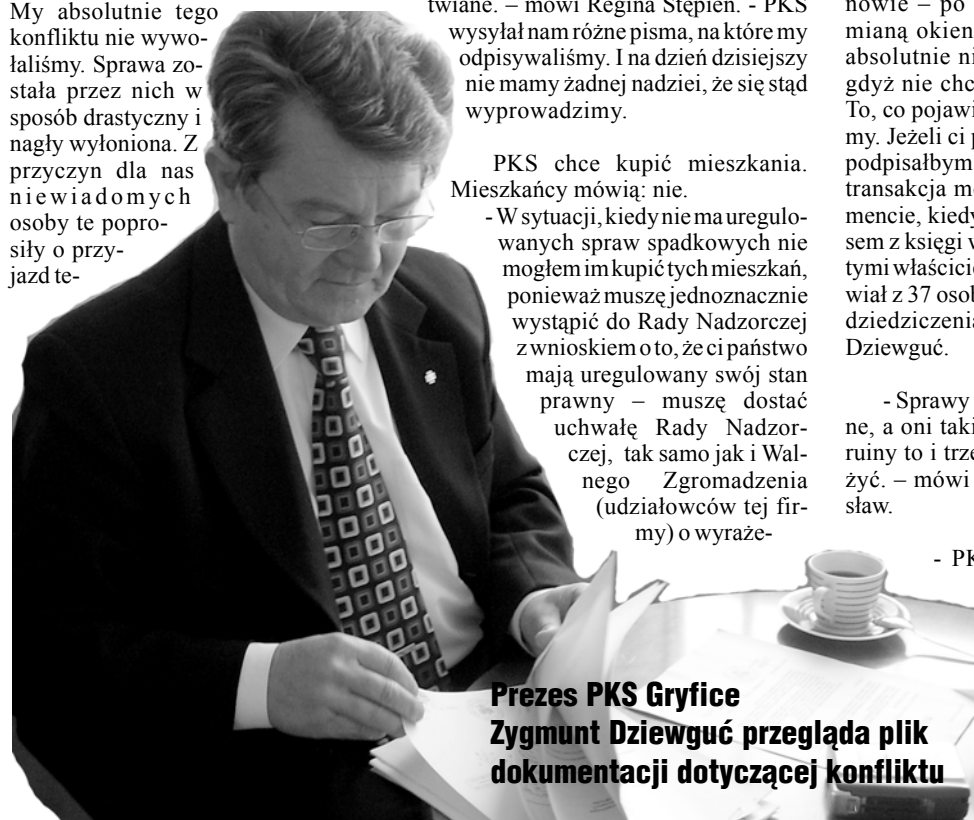 My absolutnie tego
konfliktu nie wywo-
łaliśmy. Sprawa zo-
stała przez nich w
sposób drastyczny i
nagły wyłoniona. Z
przyczyn dla nas
niewiadomych
osoby te popro-
siły o przy-
jazd te-
twiane. – mówi Regina Stępień. - PKS
wysyłał nam różne pisma, na które my
odpisywaliśmy. I na dzień dzisiejszy
nie mamy żadnej nadziei, że się stąd
wyprowadzimy.
PKS chce kupić mieszkania.
Mieszkańcy mówią: nie.
- W sytuacji, kiedy nie ma uregulo-
wanych spraw spadkowych nie
mogłem im kupić tych mieszkań,
ponieważ muszę jednoznacznie
wystąpić do Rady Nadzorczej
z wnioskiem o to, że ci państwo
mają uregulowany swój stan
prawny – muszę dostać
uchwałę Rady Nadzor-
czej, tak samo jak i Wal-
nego Zgromadzenia
(udziałowców tej fir-
my) o wyraże-
nowie – po
mianą okien
absolutnie ni
gdyż nie chc
To, co pojawi
my. Jeżeli ci p
podpisałbym
transakcja mo
mencie, kiedy
sem z księgi w
tymi właścicie
wiał z 37 osob
dziedziczenia
Dziewguć.
- Sprawy
ne, a oni taki
ruiny to i trze
żyć. – mówi
sław.
- PK
Prezes PKS Gryfice
Zygmunt Dziewguć przegląda plik
dokumentacji dotyczącej konfliktu